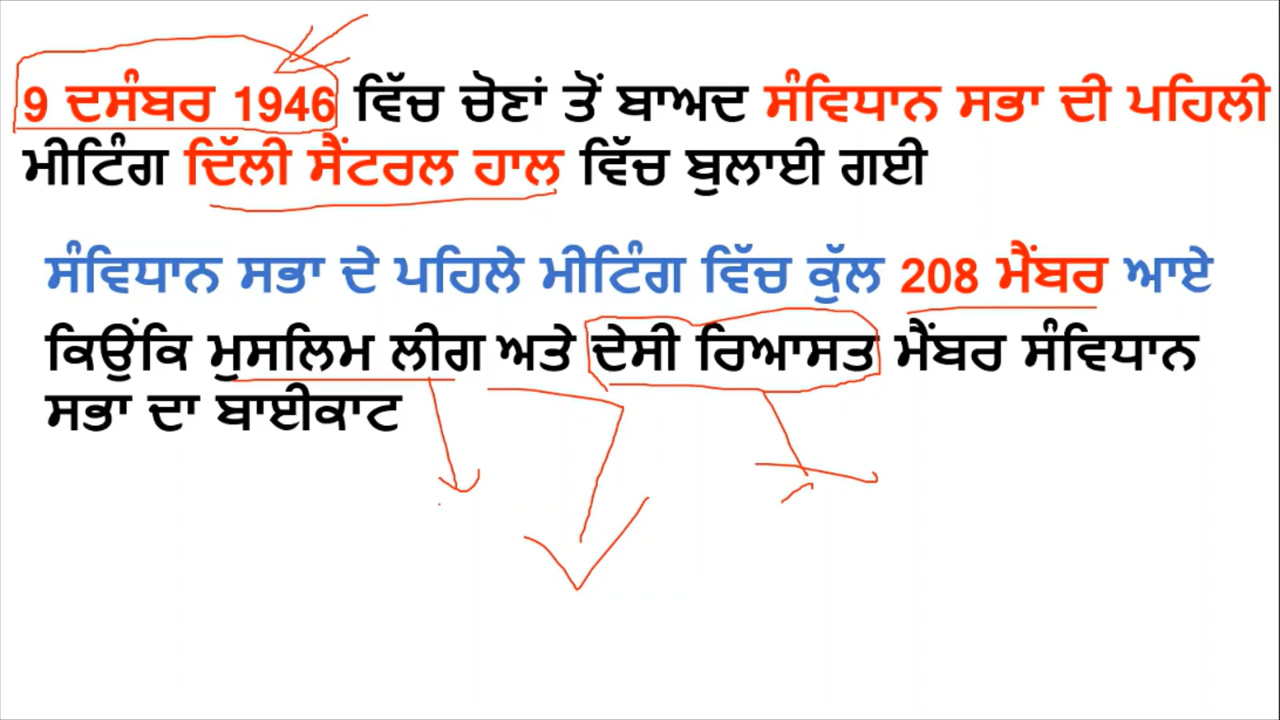 9 ਦਸੰਬਰ 1946 ਵਿੱਚ ਚੋਣਾਂ ਤੋਂ ਬਾਅਦ ਸੰਵਿਧਾਨ ਸਭਾ ਦੀ ਪਹਿਲੀ
ਮੀਟਿੰਗ ਦਿੱਲੀ ਸੈਂਟਰਲ ਹਾਲ ਵਿੱਚ ਬੁਲਾਈ ਗਈ
ਸੰਵਿਧਾਨ ਸਭਾ ਦੇ ਪਹਿਲੇ ਮੀਟਿੰਗ ਵਿੱਚ ਕੁੱਲ 208 ਮੈਂਬਰ ਆਏ
ਕਿਉਂਕਿ ਮੁਸਲਿਮ ਲੀਗ ਅਤੇ ਦੇਸੀ ਰਿਆਸਤ ਮੈਂਬਰ ਸੰਵਿਧਾਨ
ਸਭਾ ਦਾ ਬਾਈਕਾਟ